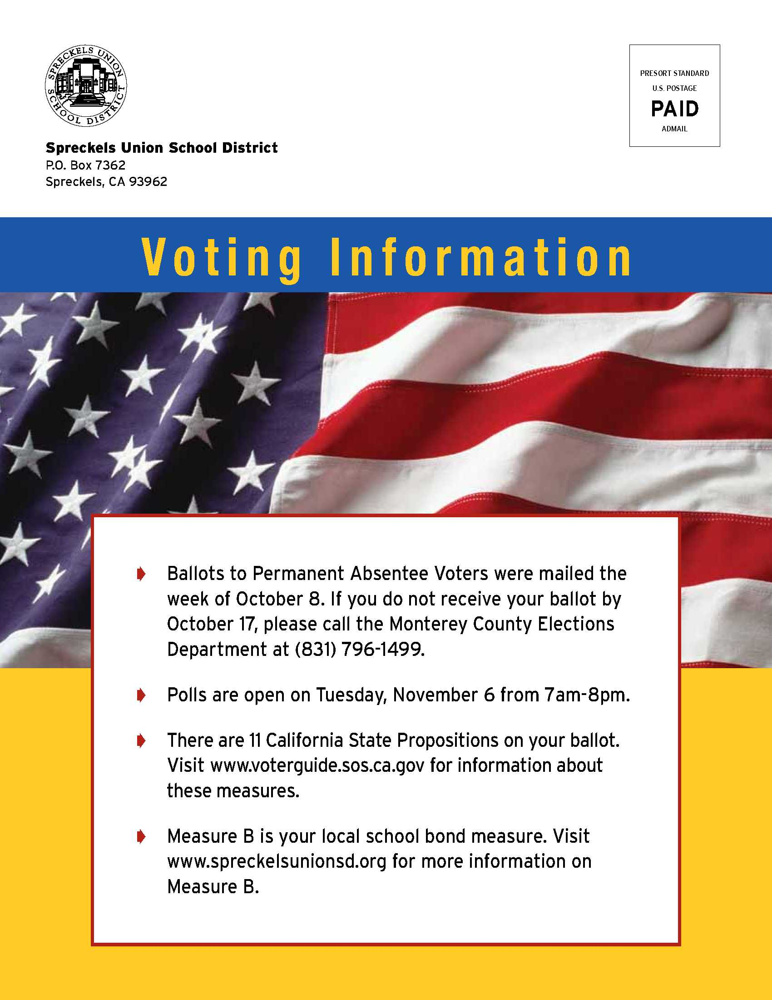 SPRECKELS UNION
SCHOOL DISTRICT
PRESORT STANDARD
U.S. POSTAGE
PAID
ADMAIL
Spreckels Union School District
P.O. Box 7362
Spreckels, CA 93962
Voting Information
Ballots to Permanent Absentee Voters were mailed the
week of October 8. If you do not receive your ballot by
October 17, please call the Monterey County Elections
Department at (831) 796-1499.
Polls are open on Tuesday, November 6 from 7am-8pm.
There are 11 California State Propositions on your ballot.
Visit www.voterguide.sos.ca.gov for information about
these measures.
Measure B is your local school bond measure. Visit
www.spreckelsunionsd.org for more information on
Measure B.